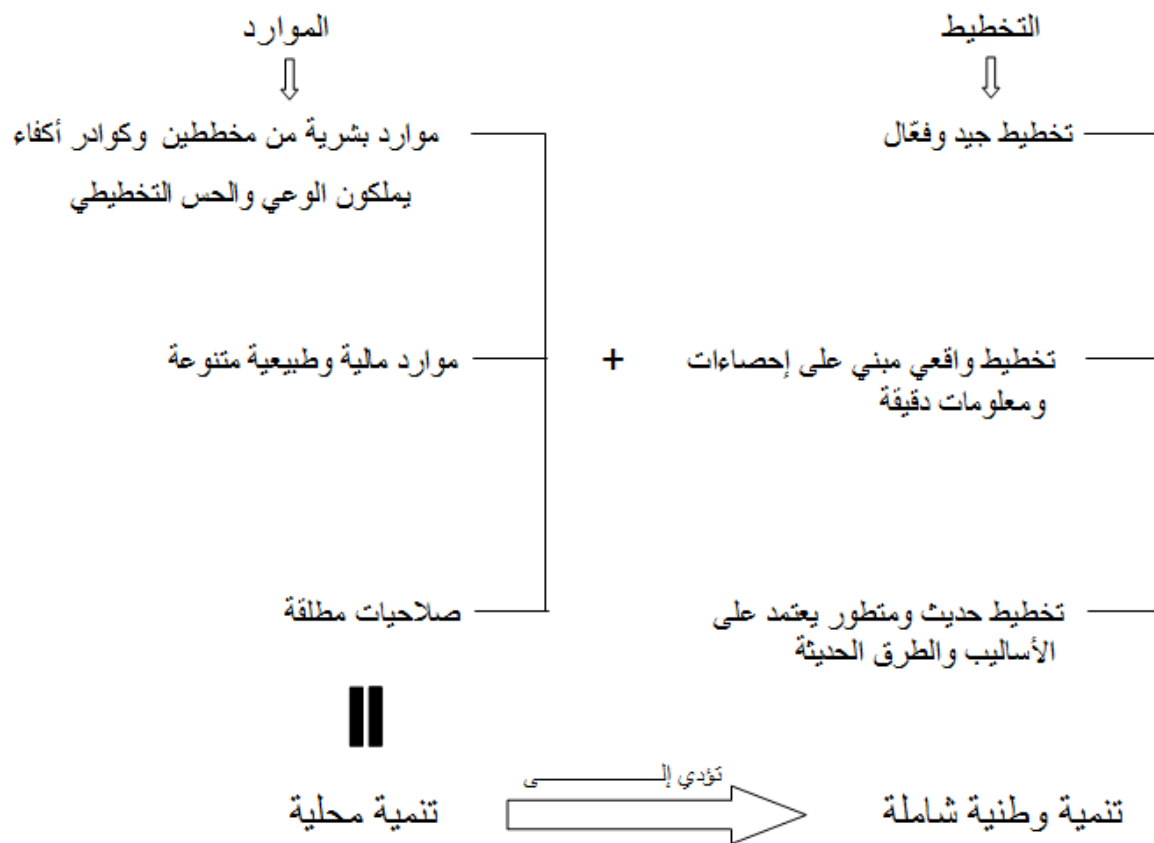 التخطيط
تخطيط جيد وفعّال
تخطيط واقعي مبني على إحصاءات
ومعلومات دقيقة
تخطيط حديث ومتطور يعتمد على
الأساليب والطرق الحديثة
+
الموارد
موارد بشرية من مخططين وكوادر أكفاء
يملكون الوعي والحس التخطيطي
موارد مالية وطبيعية متنوعة
صلاحيات مطلقة
=
تنمية محلية
تؤدي إلــــــــى
تنمية وطنية شاملة